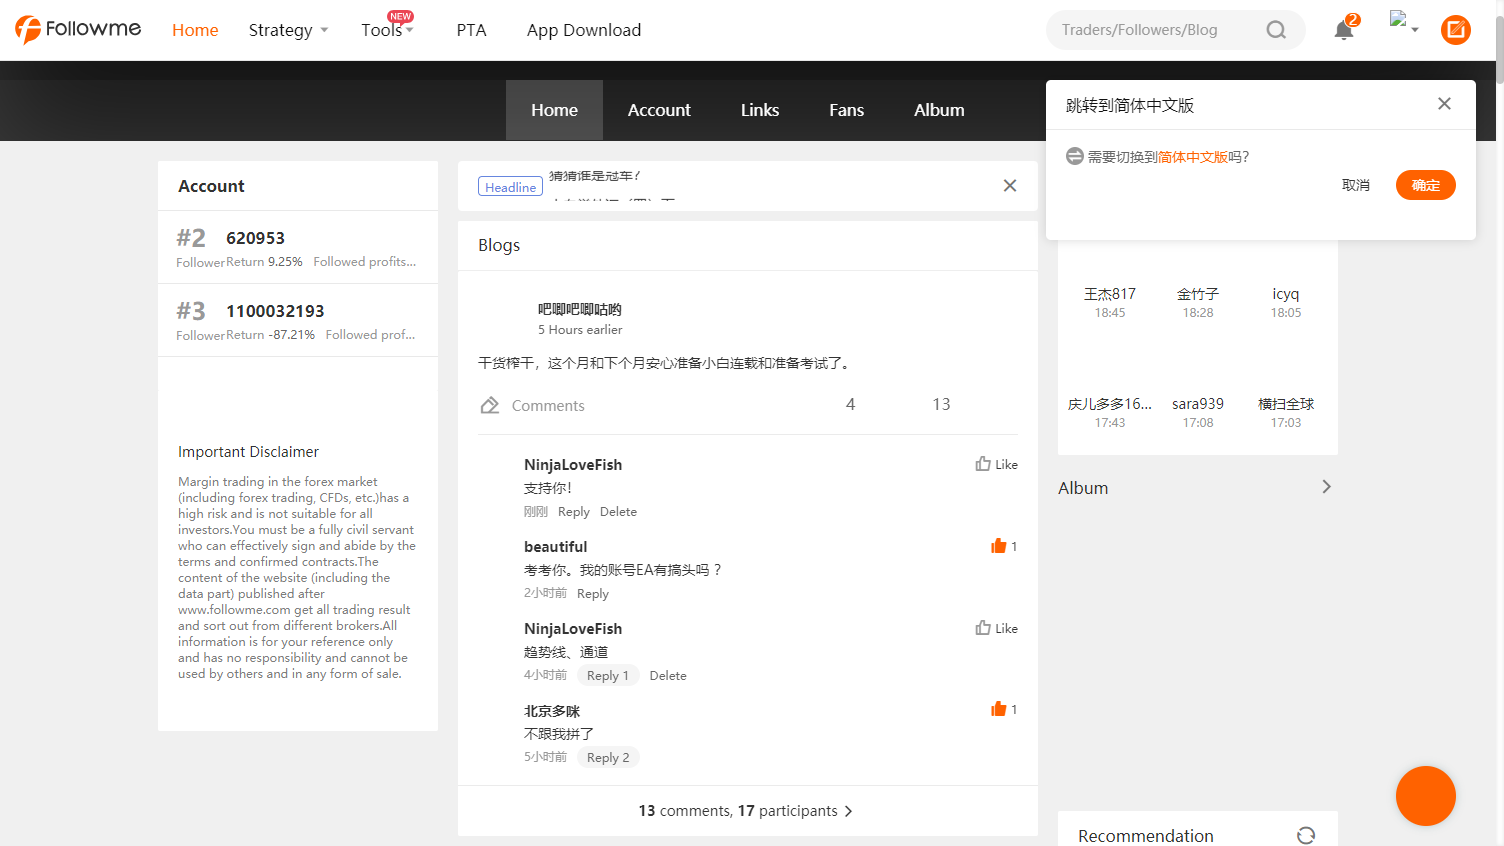 Followme
Home
Strategy
Tools
NEW
PTA
App Download
Traders/Followers/Blog
2
Home
Account
Links
Fans
Album
跳转到简体中文版
需要切换到简体中文版吗?
取消
确定
Account
#2 620953
Follower Return 9.25% Followed profits...
#3 1100032193
Follower Return -87.21% Followed prof...
Important Disclaimer
Margin trading in the forex market
(including forex trading, CFDs, etc.)has a
high risk and is not suitable for all
investors.You must be a fully civil servant
who can effectively sign and abide by the
terms and confirmed contracts.The
content of the website (including the
data part) published after
www.followme.com get all trading result
and sort out from different brokers.All
information is for your reference only
and has no responsibility and cannot be
used by others and in any form of sale.
Headline
猜猜谁是冠军?
Blogs
吧唧吧唧咕哟
5 Hours earlier
干货榨干，这个月和下个月安心准备小白连载和准备考试了。
Comments 4 13
NinjaLoveFish Like
支持你！
刚刚 Reply Delete
beautiful 1
考考你。我的账号EA有搞头吗？
2小时前 Reply
NinjaLoveFish Like
趋势线、通道
4小时前 Reply 1 Delete
北京多咪 1
不跟我拼了
5小时前 Reply 2
13 comments, 17 participants
王杰817 金竹子 icyq
18:45 18:28 18:05
庆儿多多16... sara939 横扫全球
17:43 17:08 17:03
Album
Recommendation